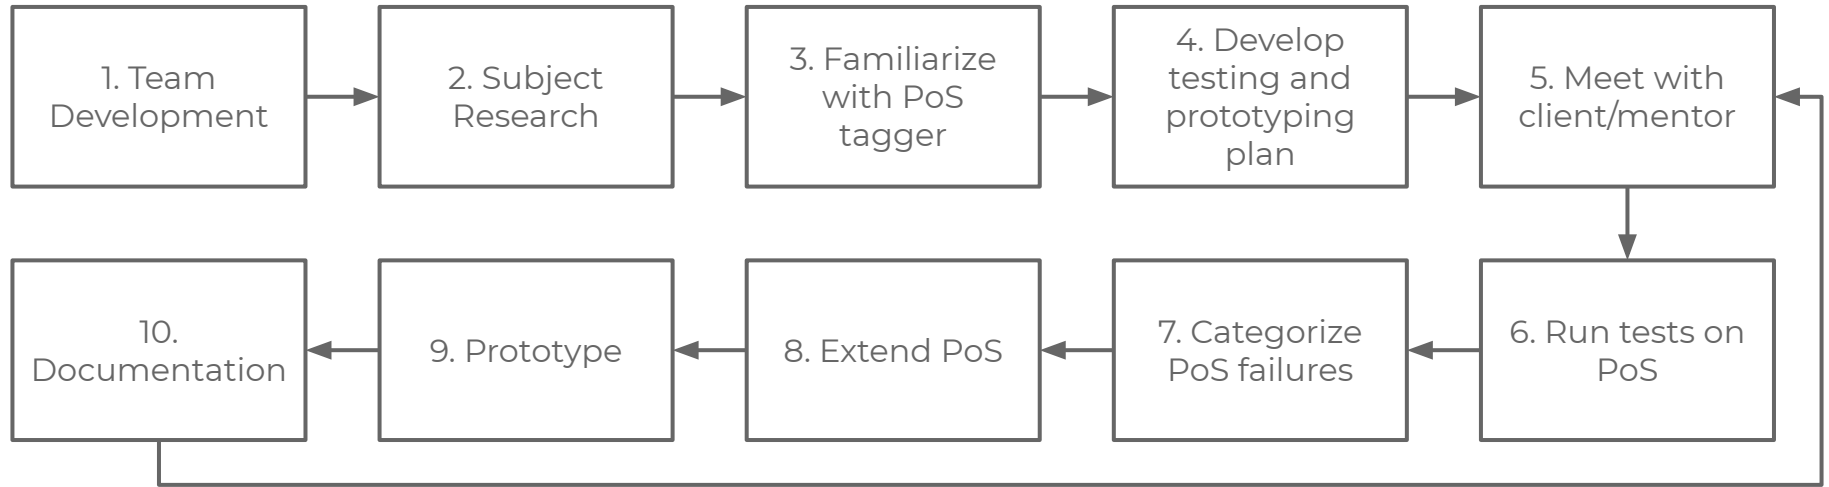 1. Team
Development
2. Subject
Research
3. Familiarize
with PoS
tagger
4. Develop
testing and
prototyping
plan
5. Meet with
client/mentor
6. Run tests on
PoS
7. Categorize
PoS failures
8. Extend PoS
9. Prototype
10.
Documentation